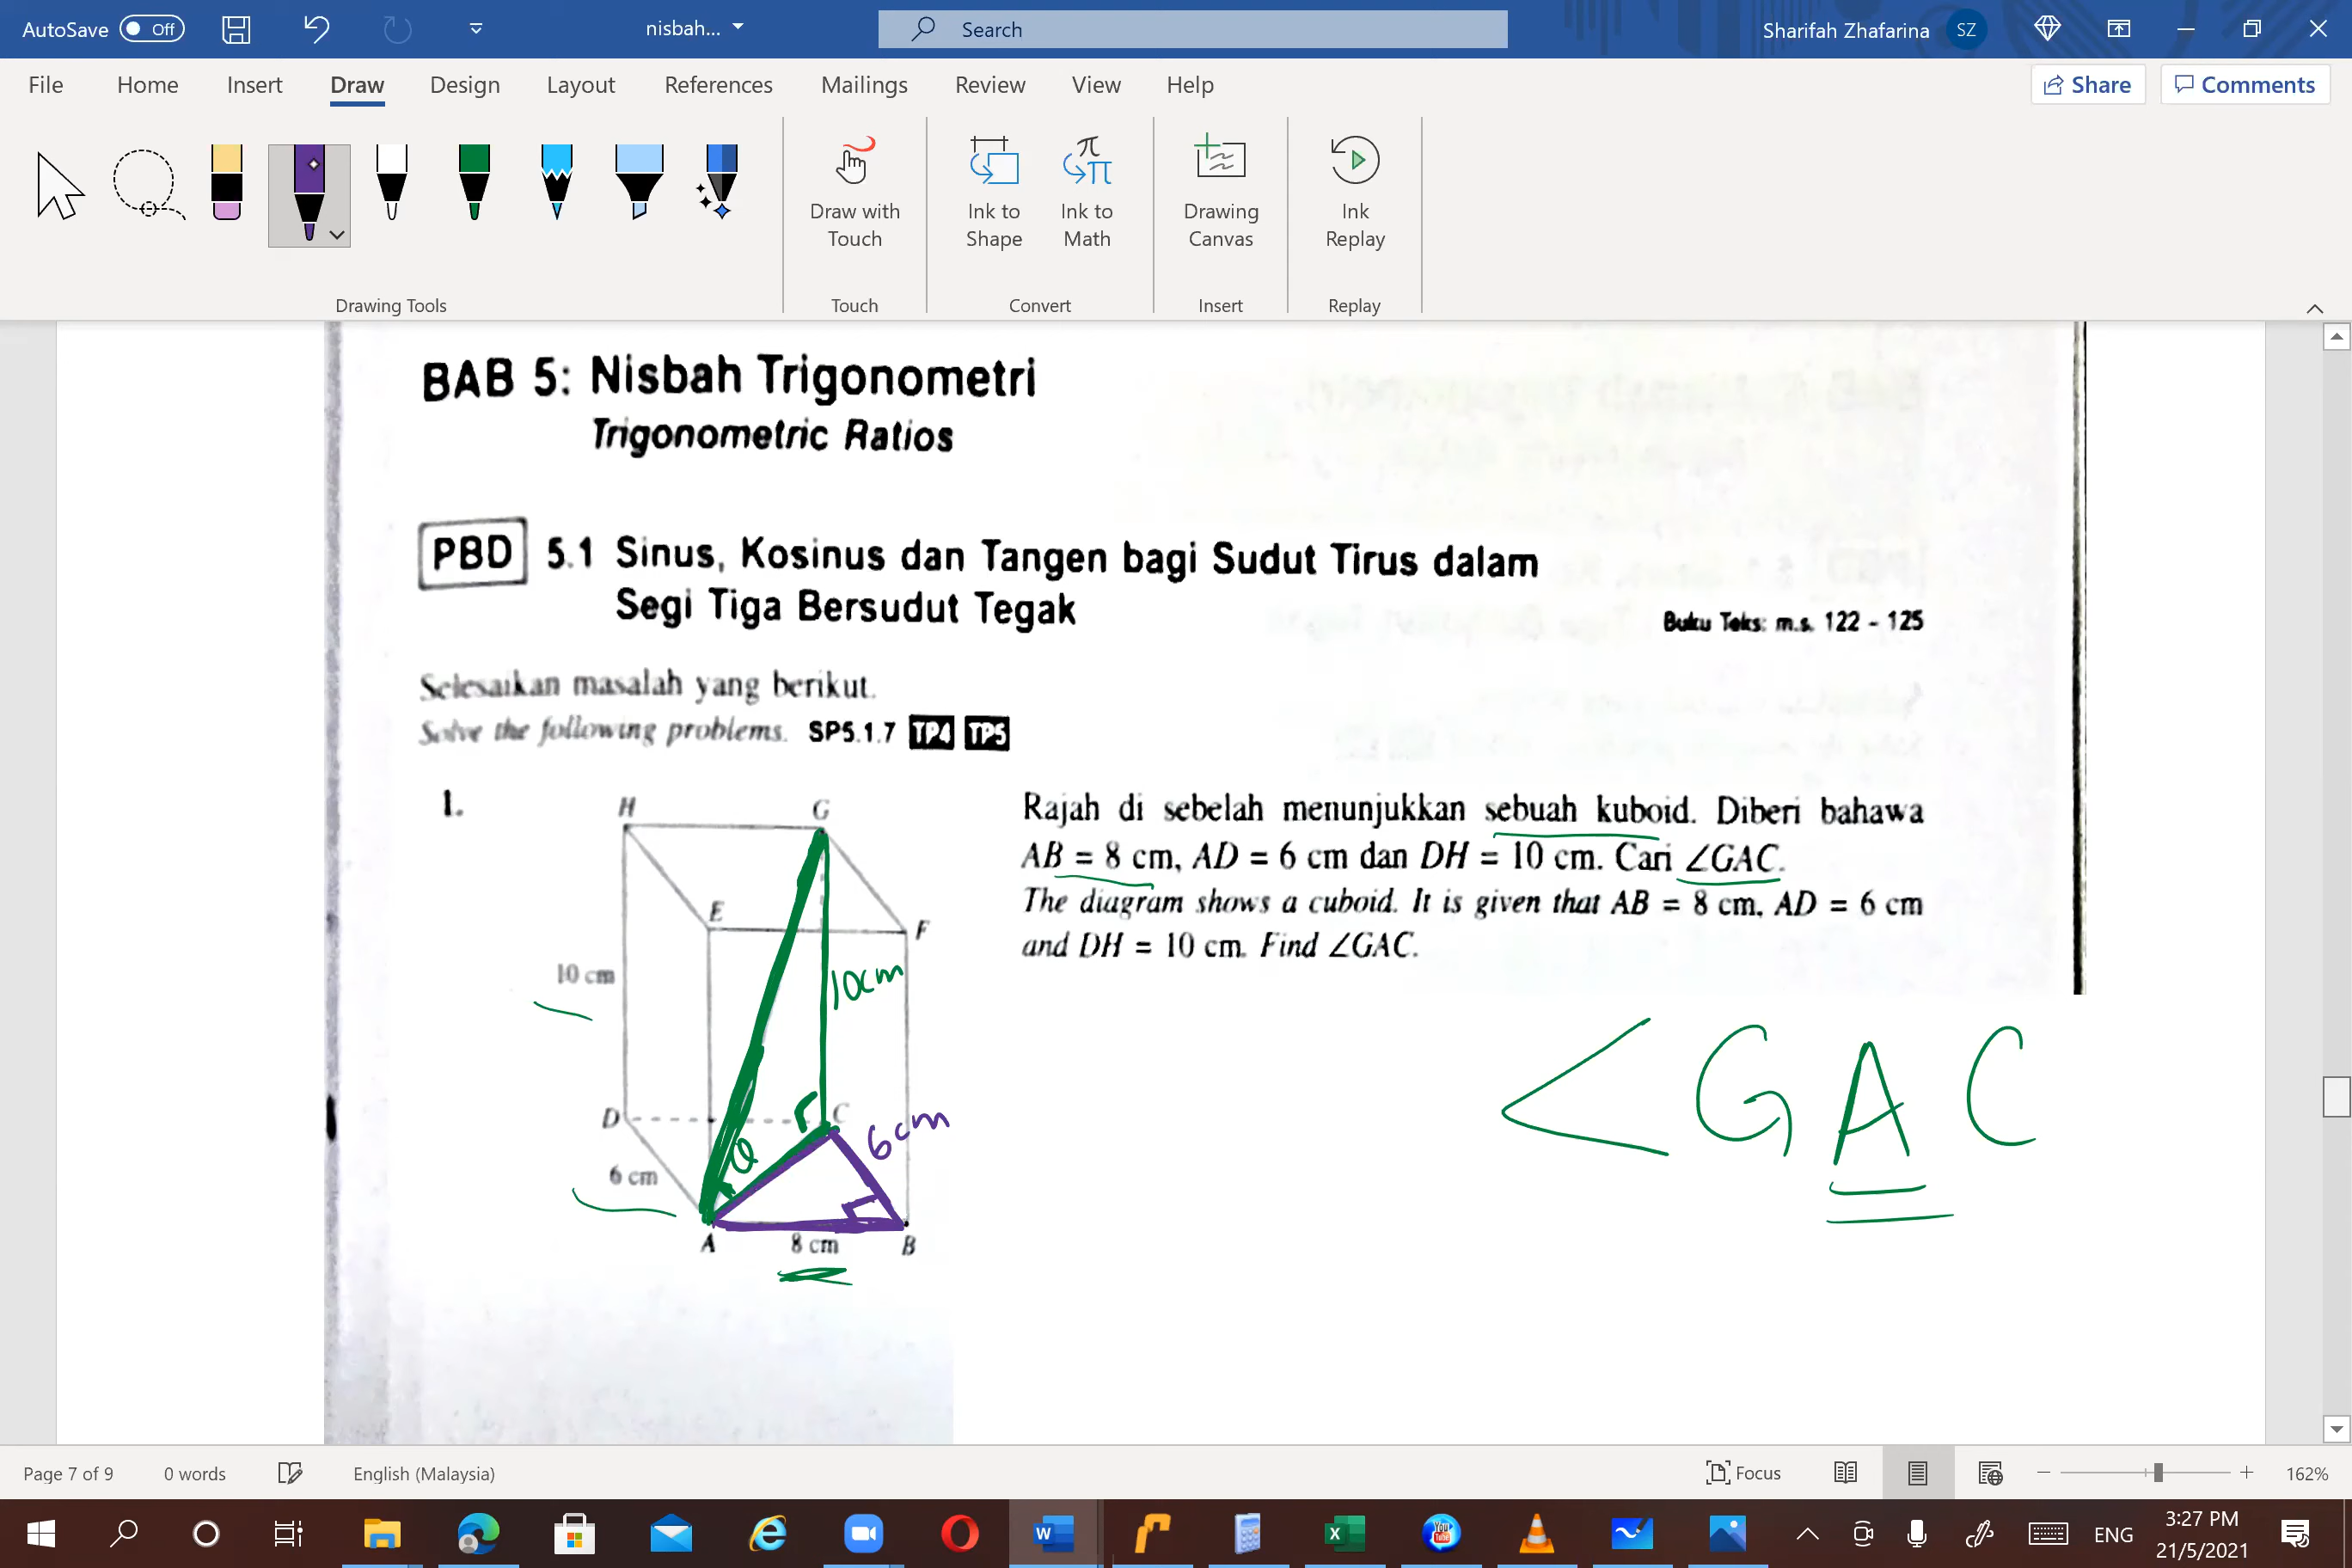 AutoSave Off nisbah... Search Sharifah Zhafarina SZ
File Home Insert Draw Design Layout References Mailings Review View Help Share Comments
Draw with Touch
Ink to Shape
Ink to Math
Drawing Canvas
Ink Replay
Drawing Tools Touch Convert Insert Replay
BAB 5: Nisbah Trigonometri
Trigonometric Ratios
PBD 5.1 Sinus, Kosinus dan Tangen bagi Sudut Tirus dalam
Segi Tiga Bersudut Tegak
Buku Teks: m.s. 122 - 125
Selesaikan masalah yang berikut.
Solve the following problems. SP5.1.7 TP4 TP5
1.
H G
E F
10 cm
10cm
D C
6cm
θ
6 cm
A 8 cm B
Rajah di sebelah menunjukkan sebuah kuboid. Diberi bahawa
AB = 8 cm, AD = 6 cm dan DH = 10 cm. Cari ∠GAC.
The diagram shows a cuboid. It is given that AB = 8 cm, AD = 6 cm
and DH = 10 cm. Find ∠GAC.
<GAC
Page 7 of 9 0 words English (Malaysia) Focus 162%
ENG
3:27 PM
21/5/2021